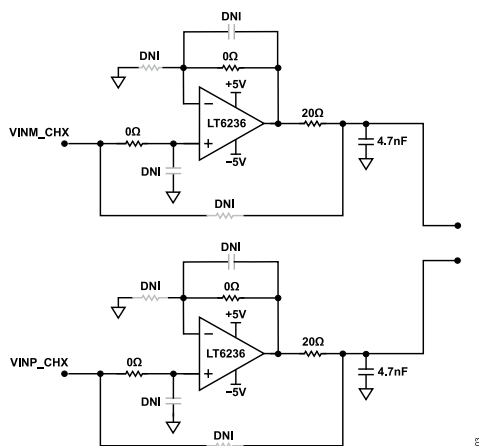 DNI
DNI
0Ω
+5V
VINM_CHX
0Ω
LT6236
20Ω
4.7nF
−5V
DNI
DNI
DNI
DNI
0Ω
+5V
VINP_CHX
0Ω
LT6236
20Ω
4.7nF
−5V
DNI
DNI
03